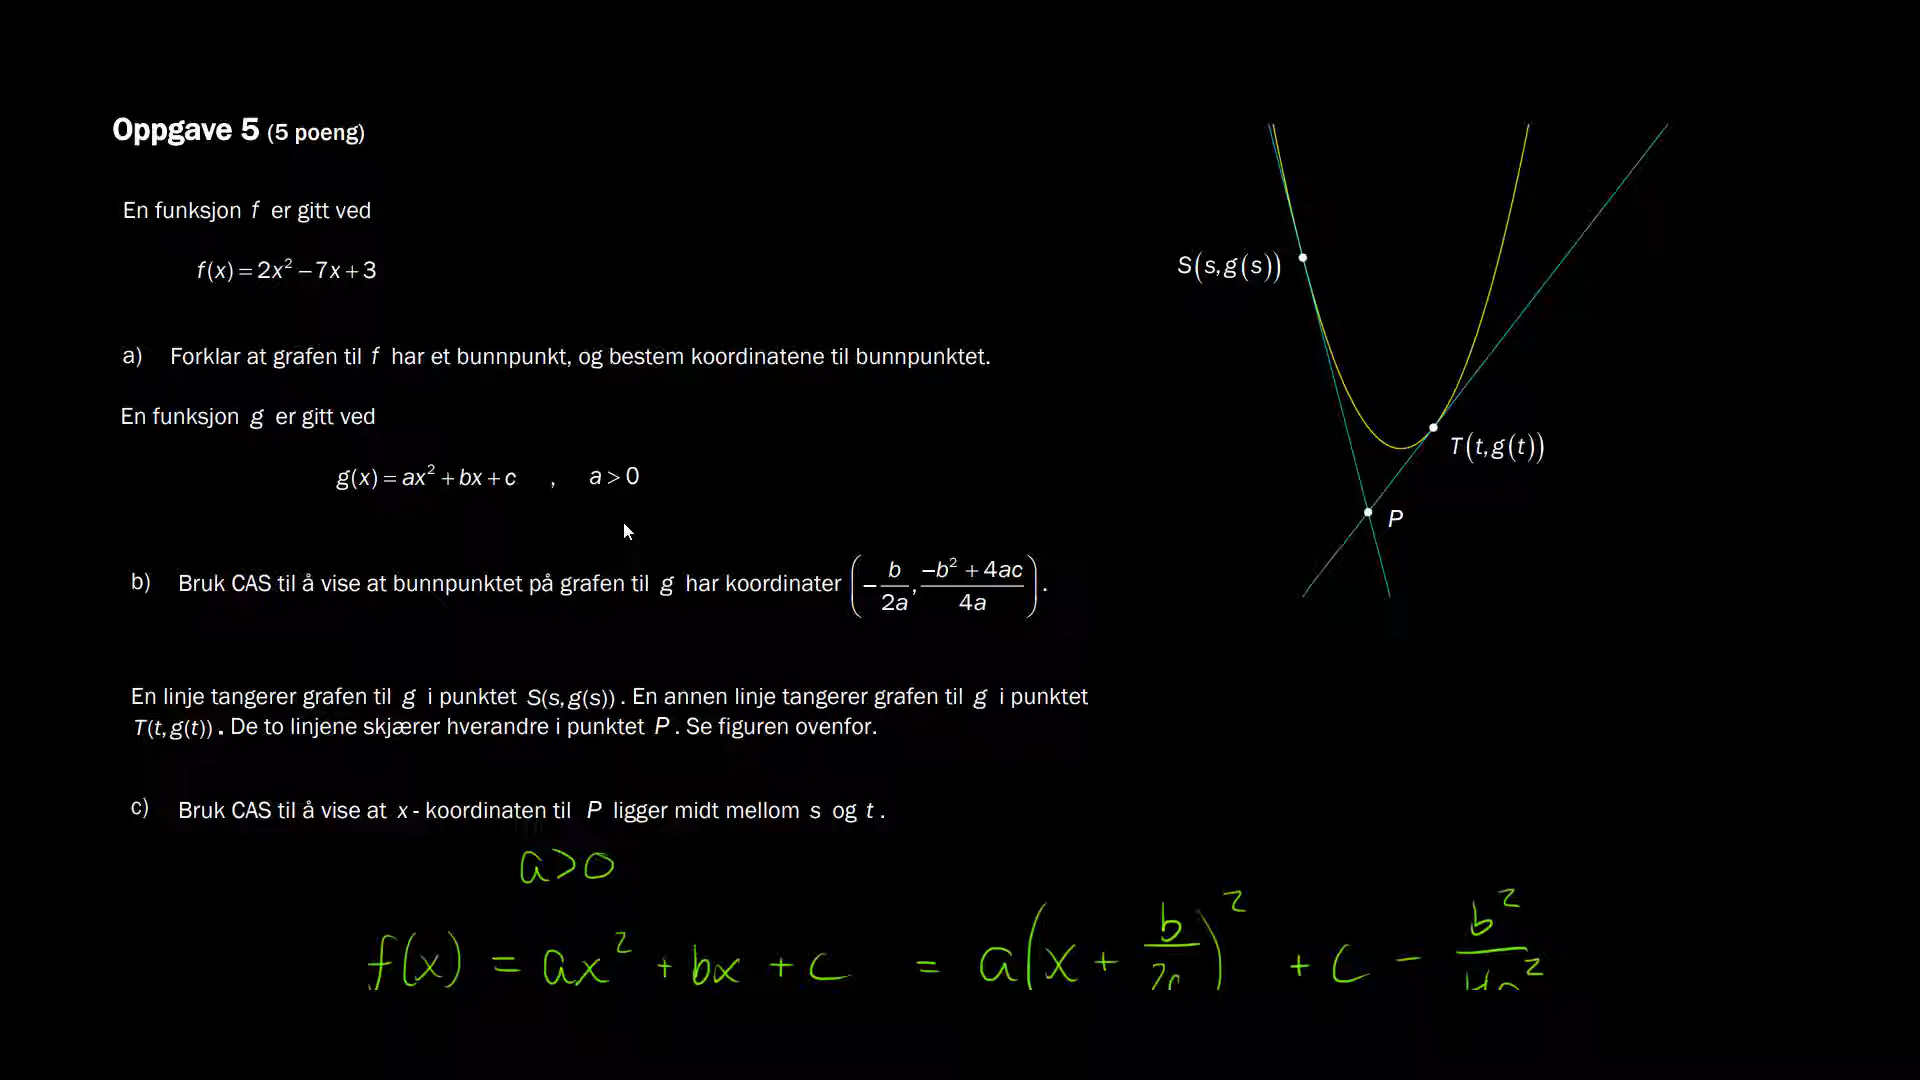 Oppgave 5 (5 poeng)
En funksjon f er gitt ved
f(x) = 2x² − 7x + 3
a) Forklar at grafen til f har et bunnpunkt, og bestem koordinatene til bunnpunktet.
En funksjon g er gitt ved
g(x) = ax² + bx + c , a > 0
b) Bruk CAS til å vise at bunnpunktet på grafen til g har koordinater (−b/2a, (−b² + 4ac)/4a).
En linje tangerer grafen til g i punktet S(s, g(s)). En annen linje tangerer grafen til g i punktet
T(t, g(t)). De to linjene skjærer hverandre i punktet P. Se figuren ovenfor.
c) Bruk CAS til å vise at x-koordinaten til P ligger midt mellom s og t.
S(s, g(s))
T(t, g(t))
P
a>0
f(x) = ax² + bx + c = a(x + b/2a)² + c − b²/4a²